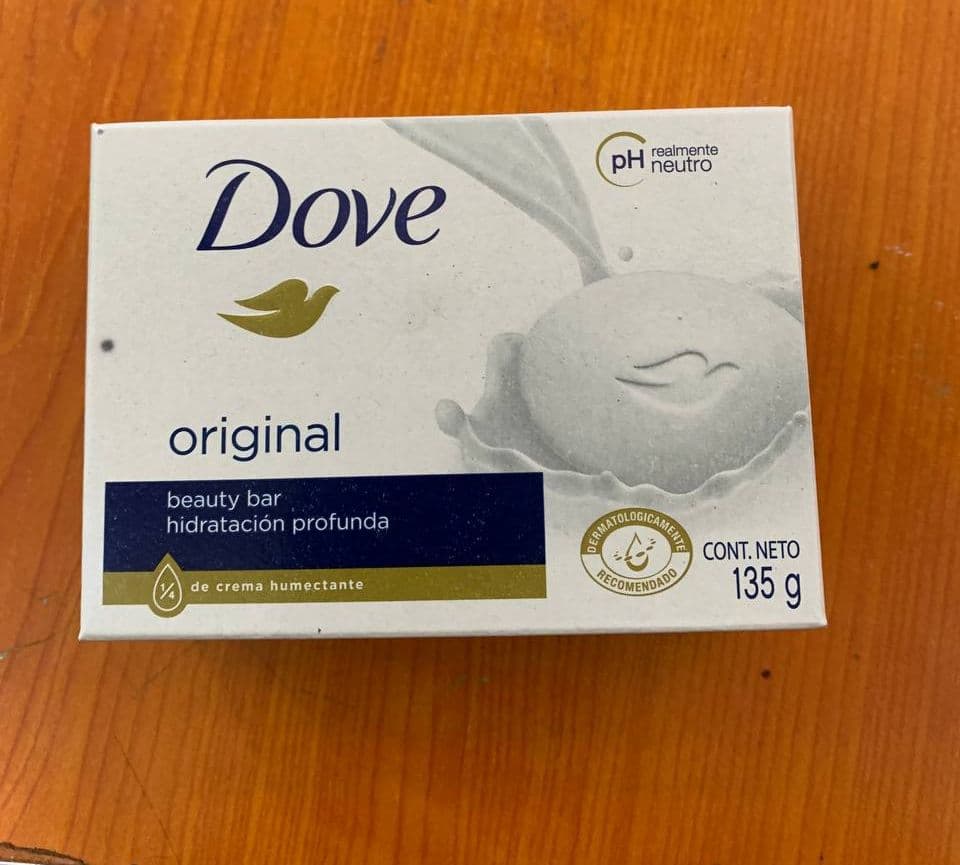 Dove
pH realmente
neutro
original
beauty bar
hidratación profunda
1/4 de crema humectante
DERMATOLOGICAMENTE
RECOMENDADO
CONT. NETO
135 g